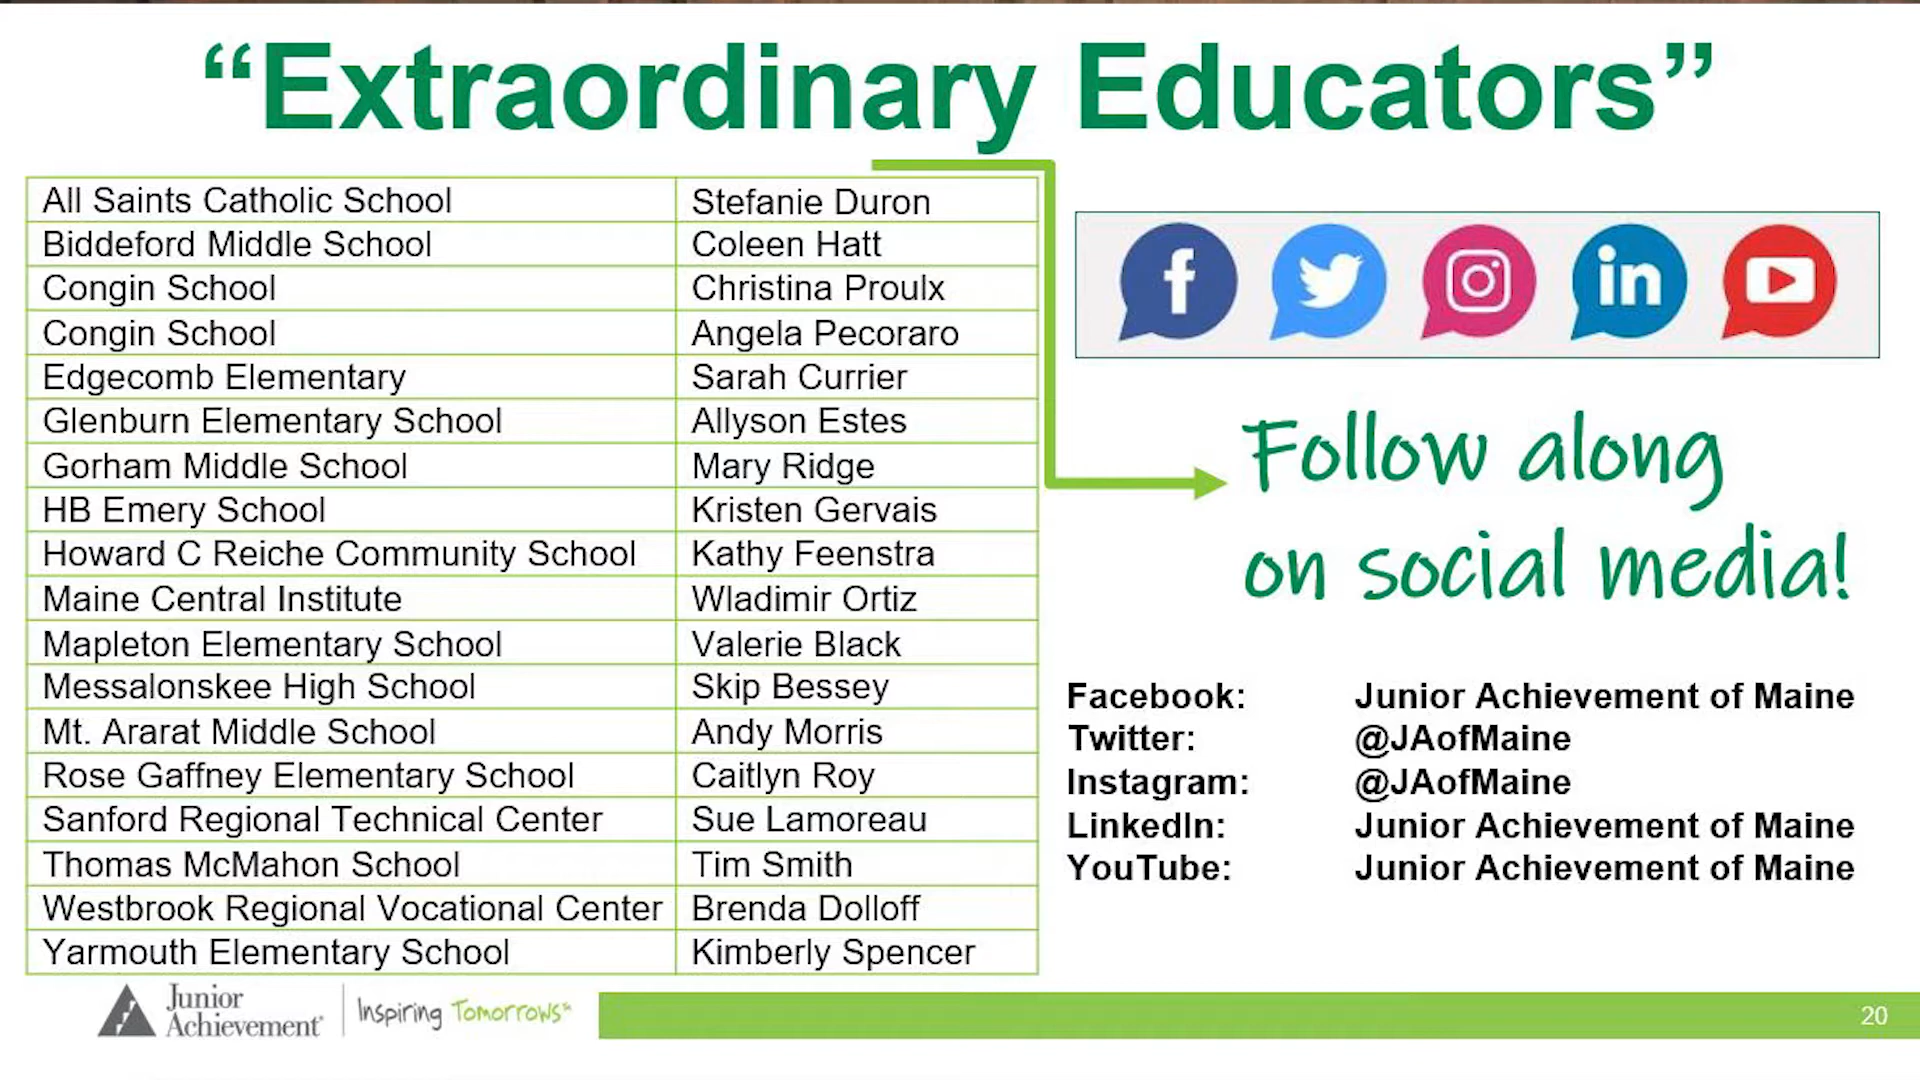 “Extraordinary Educators”
All Saints Catholic School Stefanie Duron
Biddeford Middle School Coleen Hatt
Congin School Christina Proulx
Congin School Angela Pecoraro
Edgecomb Elementary Sarah Currier
Glenburn Elementary School Allyson Estes
Gorham Middle School Mary Ridge
HB Emery School Kristen Gervais
Howard C Reiche Community School Kathy Feenstra
Maine Central Institute Wladimir Ortiz
Mapleton Elementary School Valerie Black
Messalonskee High School Skip Bessey
Mt. Ararat Middle School Andy Morris
Rose Gaffney Elementary School Caitlyn Roy
Sanford Regional Technical Center Sue Lamoreau
Thomas McMahon School Tim Smith
Westbrook Regional Vocational Center Brenda Dolloff
Yarmouth Elementary School Kimberly Spencer
f in
Follow along
on social media!
Facebook: Junior Achievement of Maine
Twitter: @JAofMaine
Instagram: @JAofMaine
LinkedIn: Junior Achievement of Maine
YouTube: Junior Achievement of Maine
Junior
Achievement®
Inspiring Tomorrows℠
20